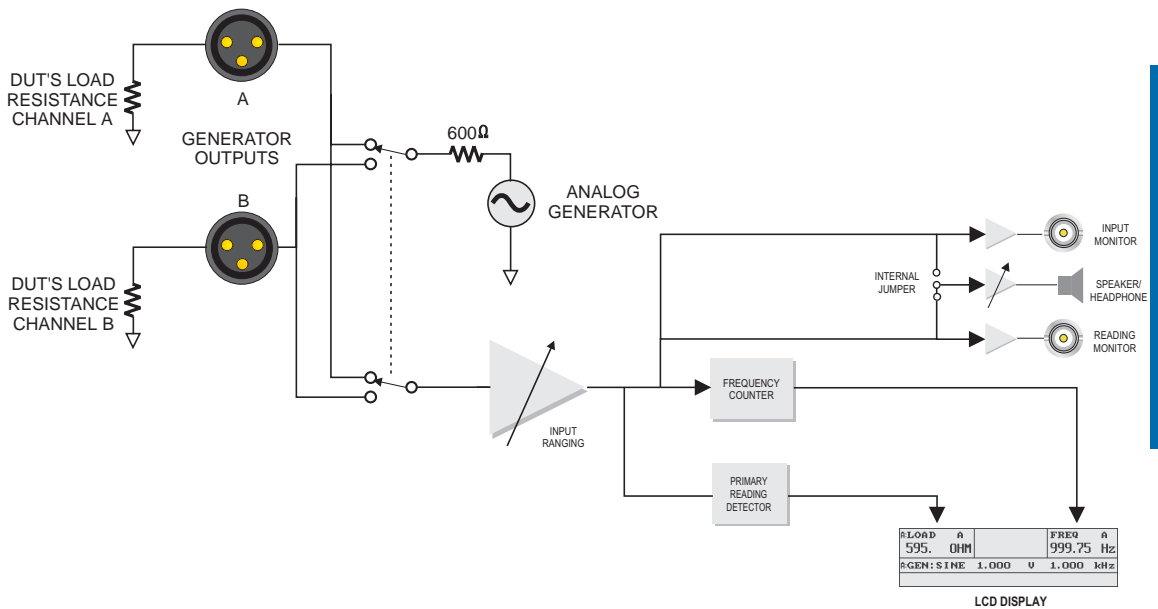 DUT'S LOAD
RESISTANCE
CHANNEL A
A
GENERATOR
OUTPUTS
600Ω
ANALOG
GENERATOR
B
DUT'S LOAD
RESISTANCE
CHANNEL B
INPUT
MONITOR
INTERNAL
JUMPER
SPEAKER/
HEADPHONE
READING
MONITOR
INPUT
RANGING
FREQUENCY
COUNTER
PRIMARY
READING
DETECTOR
A:LOAD A FREQ A
595. OHM 999.75 Hz
A:GEN:SINE 1.000 V 1.000 kHz
LCD DISPLAY